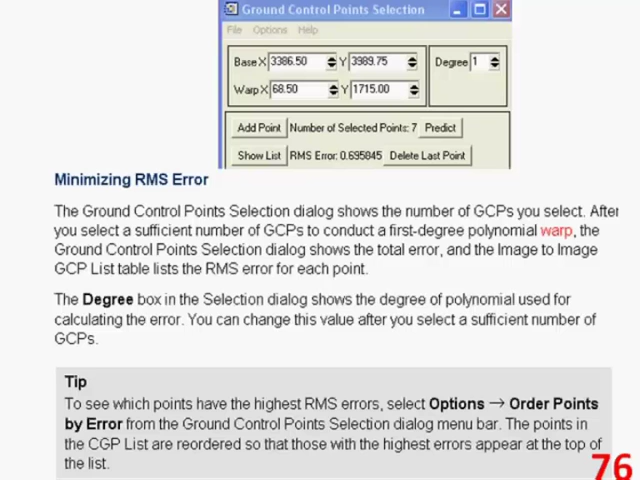 Ground Control Points Selection
File Options Help
Base X 3386.50 Y 3989.75 Degree 1
Warp X 68.50 Y 1715.00
Add Point Number of Selected Points: 7 Predict
Show List RMS Error: 0.695845 Delete Last Point
Minimizing RMS Error
The Ground Control Points Selection dialog shows the number of GCPs you select. After
you select a sufficient number of GCPs to conduct a first-degree polynomial warp, the
Ground Control Points Selection dialog shows the total error, and the Image to Image
GCP List table lists the RMS error for each point.
The Degree box in the Selection dialog shows the degree of polynomial used for
calculating the error. You can change this value after you select a sufficient number of
GCPs.
Tip
To see which points have the highest RMS errors, select Options → Order Points
by Error from the Ground Control Points Selection dialog menu bar. The points in
the CGP List are reordered so that those with the highest errors appear at the top of
the list.
76